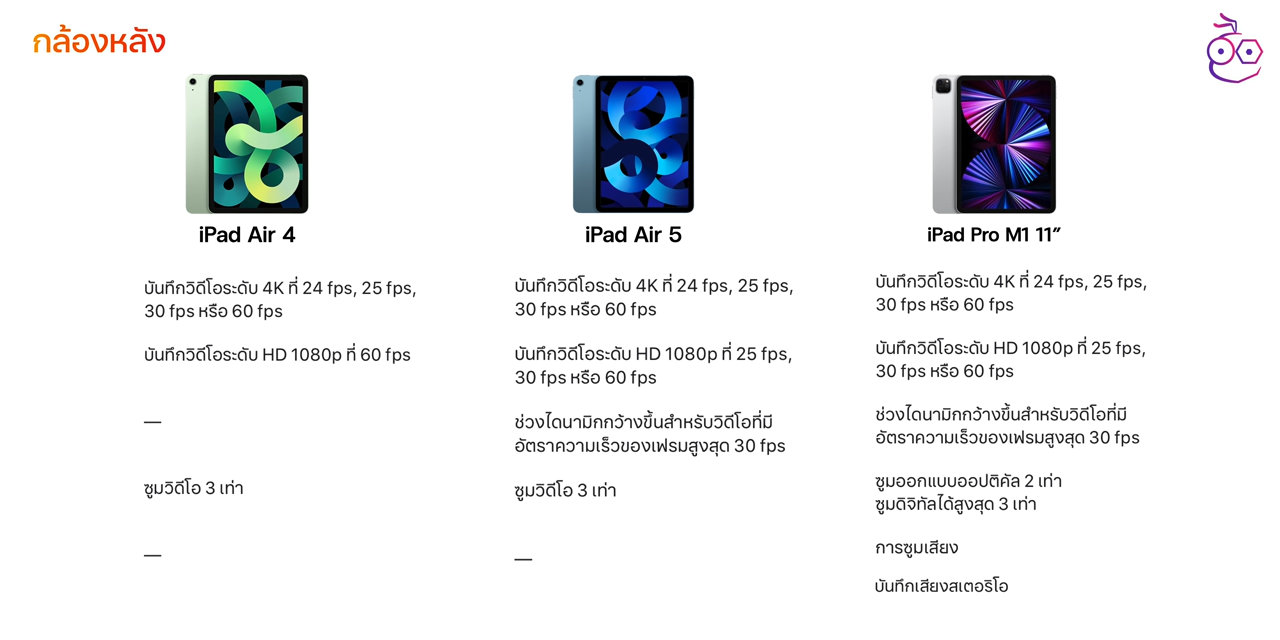 กล้องหลัง
iPad Air 4
บันทึกวิดีโอระดับ 4K ที่ 24 fps, 25 fps,
30 fps หรือ 60 fps
บันทึกวิดีโอระดับ HD 1080p ที่ 60 fps
—
ซูมวิดีโอ 3 เท่า
—
iPad Air 5
บันทึกวิดีโอระดับ 4K ที่ 24 fps, 25 fps,
30 fps หรือ 60 fps
บันทึกวิดีโอระดับ HD 1080p ที่ 25 fps,
30 fps หรือ 60 fps
ช่วงไดนามิกกว้างขึ้นสำหรับวิดีโอที่มี
อัตราความเร็วของเฟรมสูงสุด 30 fps
ซูมวิดีโอ 3 เท่า
—
iPad Pro M1 11”
บันทึกวิดีโอระดับ 4K ที่ 24 fps, 25 fps,
30 fps หรือ 60 fps
บันทึกวิดีโอระดับ HD 1080p ที่ 25 fps,
30 fps หรือ 60 fps
ช่วงไดนามิกกว้างขึ้นสำหรับวิดีโอที่มี
อัตราความเร็วของเฟรมสูงสุด 30 fps
ซูมออกแบบออปติคัล 2 เท่า
ซูมดิจิทัลได้สูงสุด 3 เท่า
การซูมเสียง
บันทึกเสียงสเตอริโอ